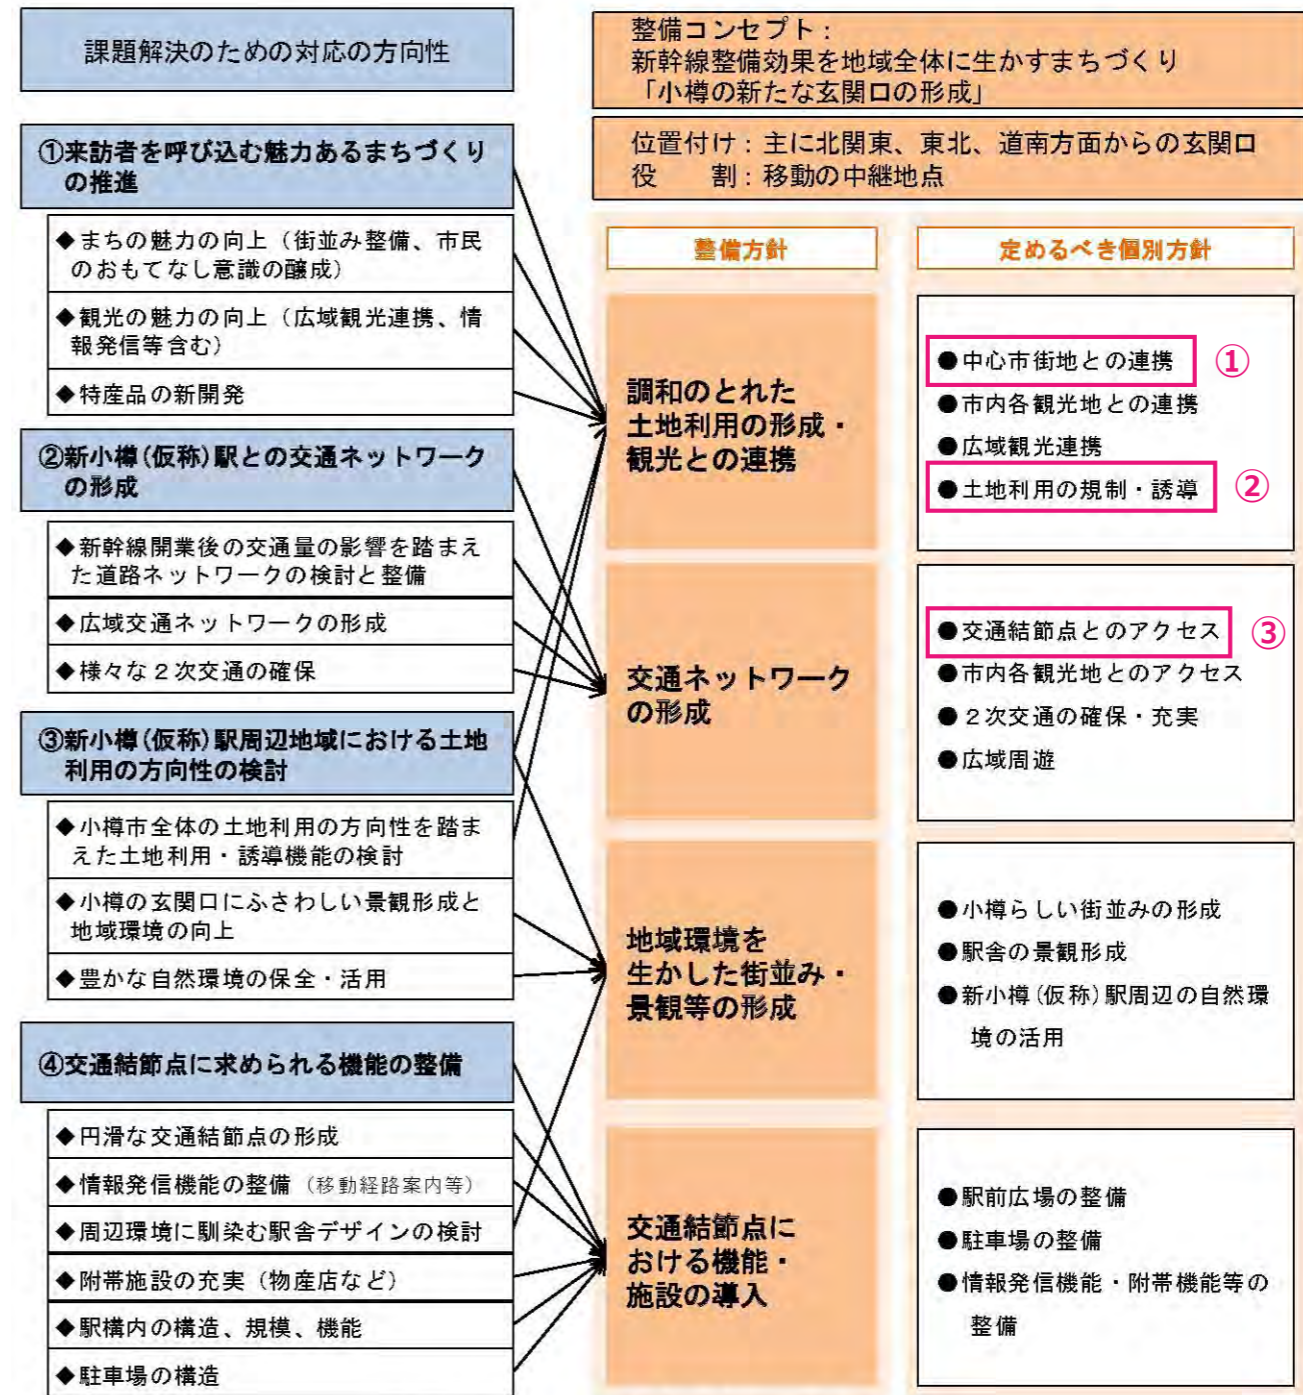 課題解決のための対応の方向性
①来訪者を呼び込む魅力あるまちづくり
の推進
◆まちの魅力の向上（街並み整備、市民
のおもてなし意識の醸成）
◆観光の魅力の向上（広域観光連携、情
報発信等含む）
◆特産品の新開発
②新小樽(仮称)駅との交通ネットワーク
の形成
◆新幹線開業後の交通量の影響を踏まえ
た道路ネットワークの検討と整備
◆広域交通ネットワークの形成
◆様々な２次交通の確保
③新小樽(仮称)駅周辺地域における土地
利用の方向性の検討
◆小樽市全体の土地利用の方向性を踏ま
えた土地利用・誘導機能の検討
◆小樽の玄関口にふさわしい景観形成と
地域環境の向上
◆豊かな自然環境の保全・活用
④交通結節点に求められる機能の整備
◆円滑な交通結節点の形成
◆情報発信機能の整備（移動経路案内等）
◆周辺環境に馴染む駅舎デザインの検討
◆附帯施設の充実（物産店など）
◆駅構内の構造、規模、機能
◆駐車場の構造
整備コンセプト：
新幹線整備効果を地域全体に生かすまちづくり
「小樽の新たな玄関口の形成」
位置付け：主に北関東、東北、道南方面からの玄関口
役　　割：移動の中継地点
整備方針
調和のとれた
土地利用の形成・
観光との連携
交通ネットワーク
の形成
地域環境を
生かした街並み・
景観等の形成
交通結節点に
おける機能・
施設の導入
定めるべき個別方針
●中心市街地との連携 ①
●市内各観光地との連携
●広域観光連携
●土地利用の規制・誘導 ②
●交通結節点とのアクセス ③
●市内各観光地とのアクセス
●２次交通の確保・充実
●広域周遊
●小樽らしい街並みの形成
●駅舎の景観形成
●新小樽(仮称)駅周辺の自然環
境の活用
●駅前広場の整備
●駐車場の整備
●情報発信機能・附帯機能等の
整備